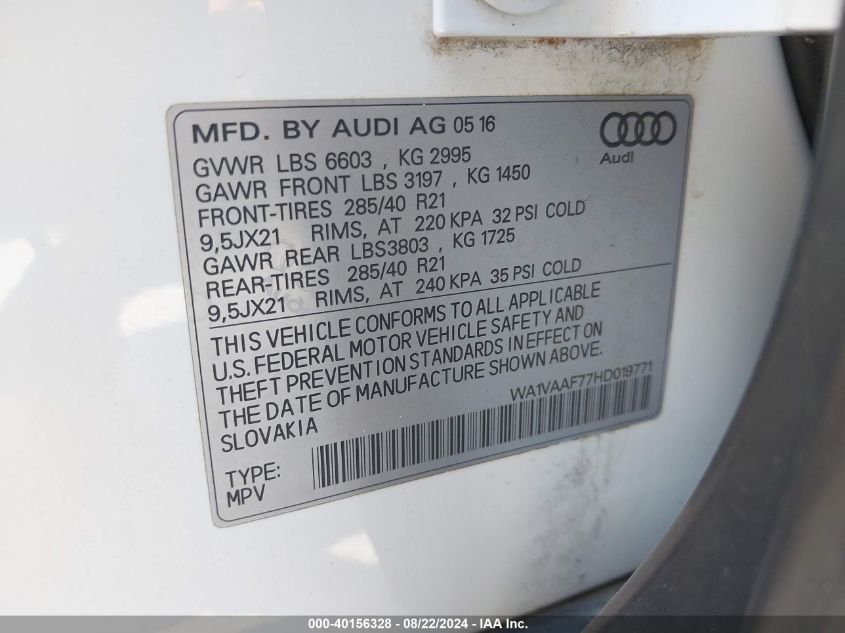 MFD. BY AUDI AG 05 16
Audi
GVWR LBS 6603 , KG 2995
GAWR FRONT LBS 3197 , KG 1450
FRONT-TIRES 285/40 R21
9,5JX21 RIMS, AT 220 KPA 32 PSI COLD
GAWR REAR LBS3803 , KG 1725
REAR-TIRES 285/40 R21
9,5JX21 RIMS, AT 240 KPA 35 PSI COLD
THIS VEHICLE CONFORMS TO ALL APPLICABLE
U.S. FEDERAL MOTOR VEHICLE SAFETY AND
THEFT PREVENTION STANDARDS IN EFFECT ON
THE DATE OF MANUFACTURE SHOWN ABOVE.
SLOVAKIA
WA1VAAF77HD019771
TYPE:
MPV
000-40156328 - 08/22/2024 - IAA Inc.